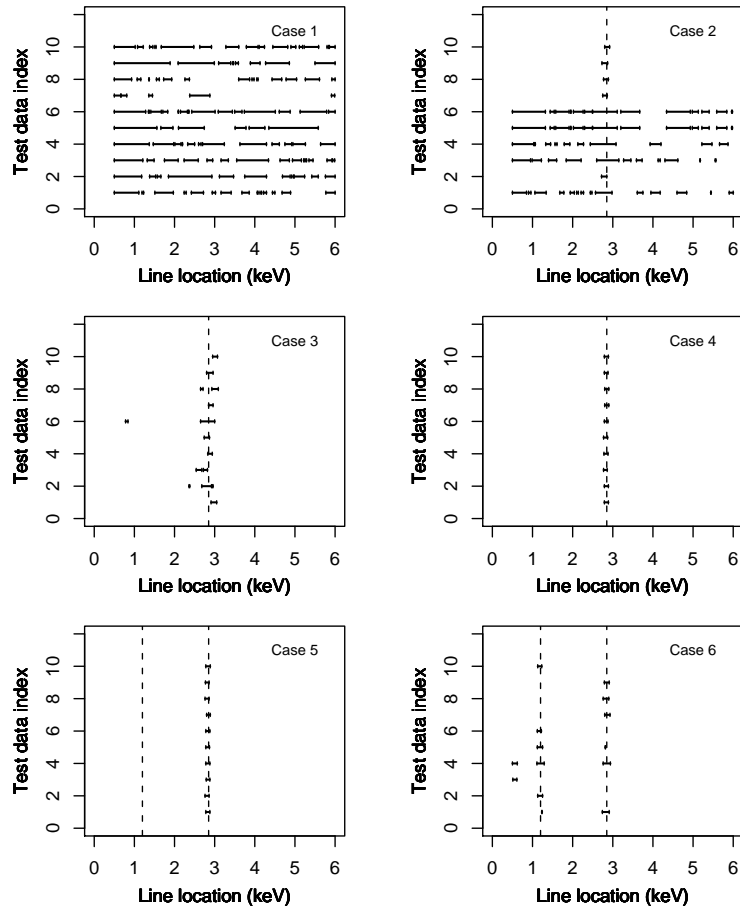 Case 1
Test data index
0 2 4 6 8 10
0 1 2 3 4 5 6
Line location (keV)
Case 2
Test data index
0 2 4 6 8 10
0 1 2 3 4 5 6
Line location (keV)
Case 3
Test data index
0 2 4 6 8 10
0 1 2 3 4 5 6
Line location (keV)
Case 4
Test data index
0 2 4 6 8 10
0 1 2 3 4 5 6
Line location (keV)
Case 5
Test data index
0 2 4 6 8 10
0 1 2 3 4 5 6
Line location (keV)
Case 6
Test data index
0 2 4 6 8 10
0 1 2 3 4 5 6
Line location (keV)